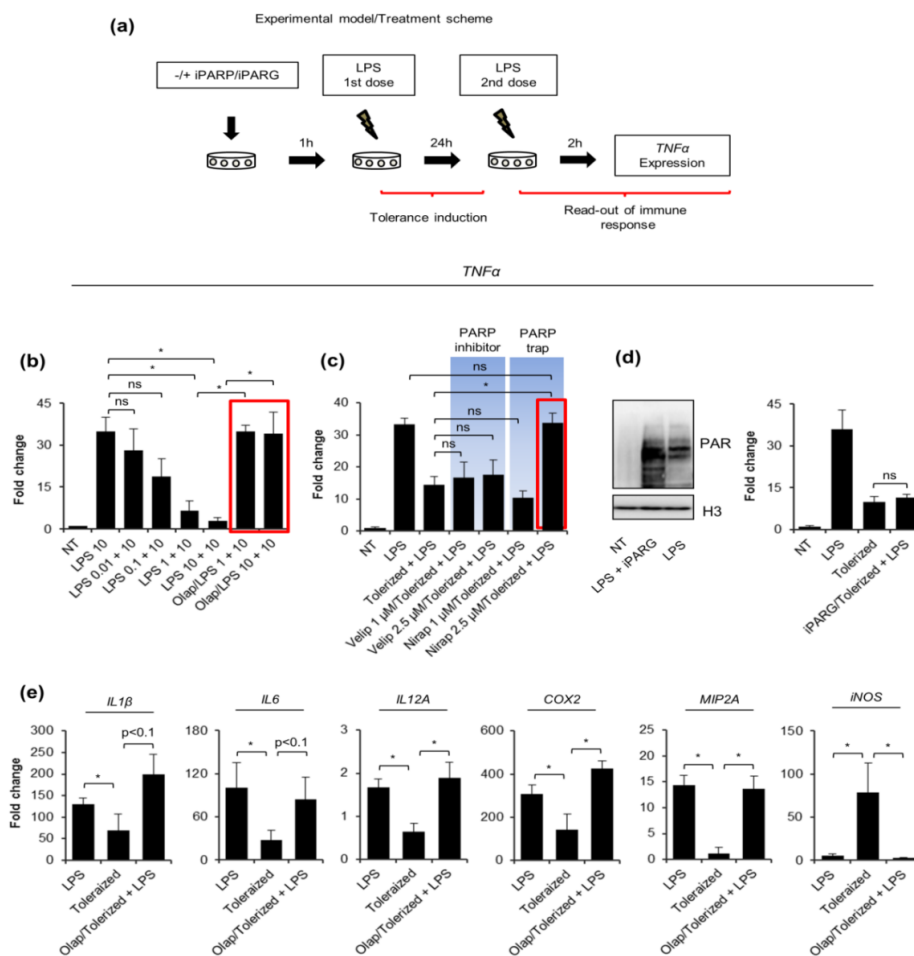 (a)
Experimental model/Treatment scheme
-/+ iPARP/iPARG
LPS
1st dose
LPS
2nd dose
1h
24h
2h
TNFα
Expression
Tolerance induction
Read-out of immune
response
TNFα
(b)
*
*
ns
ns
*
*
Fold change
45
30
15
0
NT
LPS 10
LPS 0.01 + 10
LPS 0.1 + 10
LPS 1 + 10
LPS 10 + 10
Olap/LPS 1 + 10
Olap/LPS 10 + 10
(c)
PARP
inhibitor
PARP
trap
ns
*
ns
ns
ns
Fold change
40
30
20
10
0
NT
LPS
Tolerized + LPS
Velip 1 µM/Tolerized + LPS
Velip 2.5 µM/Tolerized + LPS
Nirap 1 µM/Tolerized + LPS
Nirap 2.5 µM/Tolerized + LPS
(d)
PAR
H3
NT
LPS + iPARG
LPS
Fold change
45
30
15
0
ns
NT
LPS
Tolerized
iPARG/Tolerized + LPS
(e)
IL1β
Fold change
300
250
200
150
100
50
0
*
p<0.1
LPS
Toleraized
Olap/Tolerized + LPS
IL6
180
120
60
0
*
p<0.1
LPS
Tolerized
Olap/Tolerized + LPS
IL12A
3
2
1
0
*
*
LPS
Tolerized
Olap/Tolerized + LPS
COX2
600
400
200
0
*
*
LPS
Toleraized
Olap/Tolerized + LPS
MIP2A
25
20
15
10
5
0
*
*
LPS
Toleraized
Olap/Tolerized + LPS
iNOS
150
100
50
0
*
*
LPS
Toleraized
Olap/Tolerized + LPS